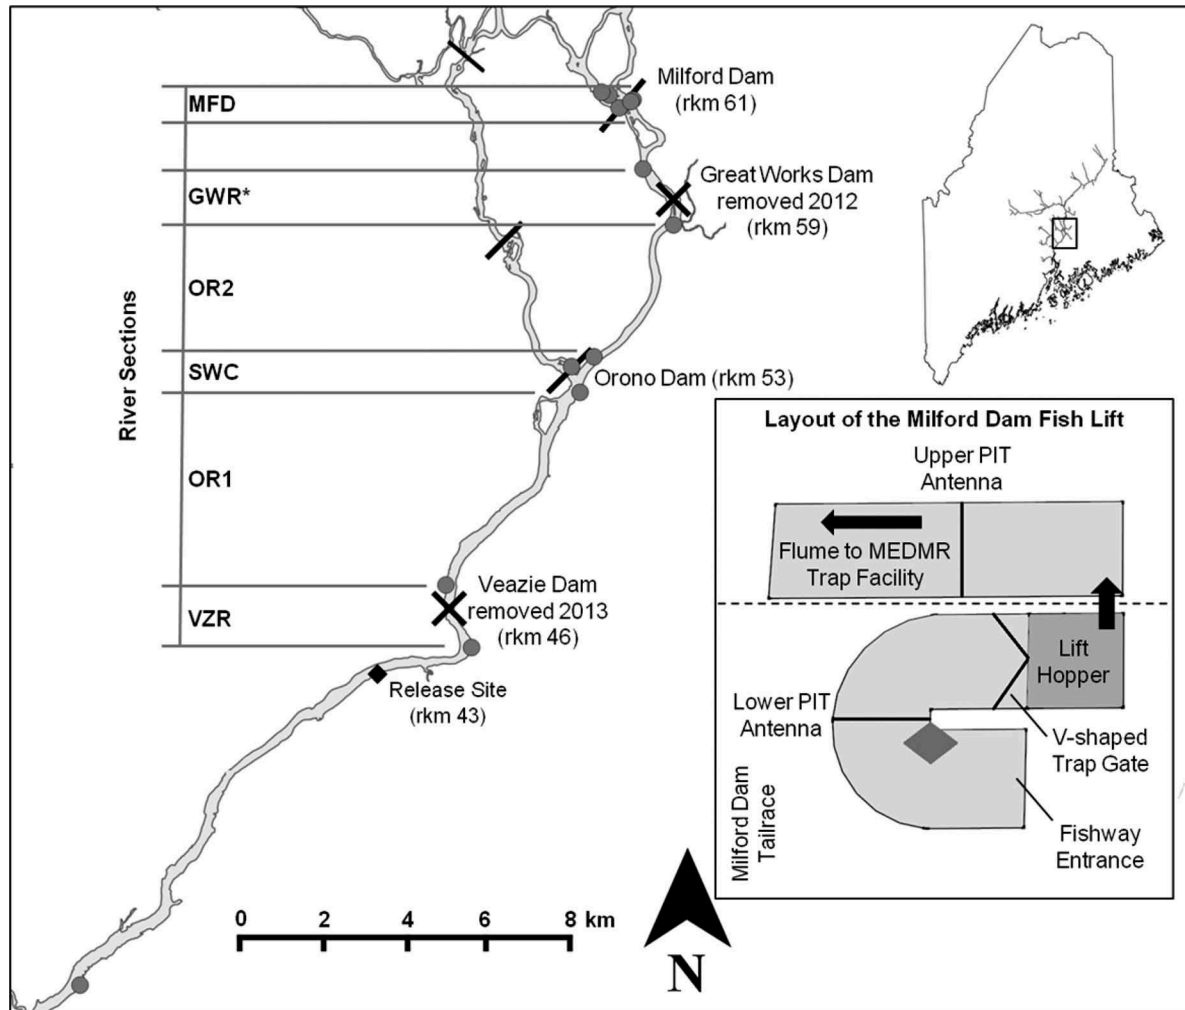 Milford Dam
(rkm 61)
MFD
Great Works Dam
removed 2012
(rkm 59)
GWR*
OR2
River Sections
SWC
Orono Dam (rkm 53)
OR1
Veazie Dam
removed 2013
(rkm 46)
VZR
Release Site
(rkm 43)
0 2 4 6 8 km
N
Layout of the Milford Dam Fish Lift
Upper PIT
Antenna
Flume to MEDMR
Trap Facility
Lift
Hopper
Lower PIT
Antenna
V-shaped
Trap Gate
Milford Dam
Tailrace
Fishway
Entrance